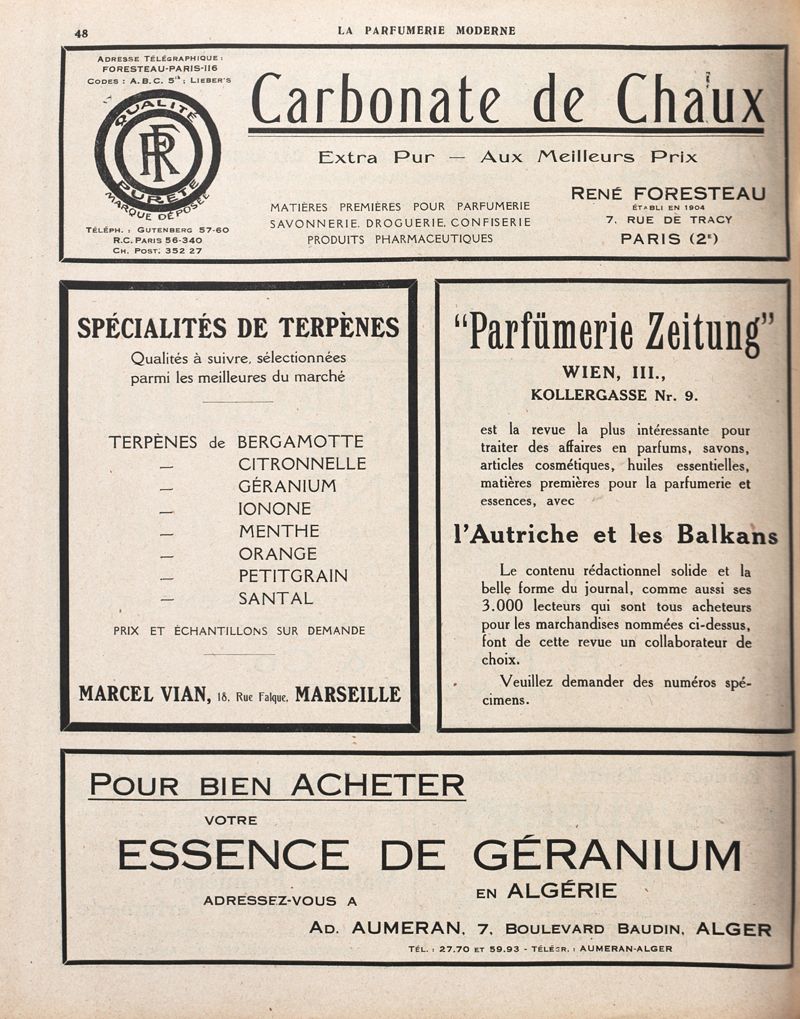 48
LA PARFUMERIE MODERNE
ADRESSE TÉLÉGRAPHIQUE :
FORESTEAU-PARIS-116
CODES : A.B.C. 5th ; LIEBER'S
QUALITÉ
RF
PURETÉ
MARQUE DÉPOSÉE
TÉLÉPH. : GUTENBERG 57-60
R.C. PARIS 56-340
CH. POST. 352 27
Carbonate de Chaux
Extra Pur — Aux Meilleurs Prix
MATIÈRES PREMIÈRES POUR PARFUMERIE
SAVONNERIE, DROGUERIE, CONFISERIE
PRODUITS PHARMACEUTIQUES
RENÉ FORESTEAU
ÉTABLI EN 1904
7, RUE DE TRACY
PARIS (2E)
SPÉCIALITÉS DE TERPÈNES
Qualités à suivre, sélectionnées
parmi les meilleures du marché
TERPÈNES de BERGAMOTTE
— CITRONNELLE
— GÉRANIUM
— IONONE
— MENTHE
— ORANGE
— PETITGRAIN
— SANTAL
PRIX ET ÉCHANTILLONS SUR DEMANDE
MARCEL VIAN, 18, Rue Falque, MARSEILLE
"Parfümerie Zeitung"
WIEN, III.,
KOLLERGASSE Nr. 9.
est la revue la plus intéressante pour
traiter des affaires en parfums, savons,
articles cosmétiques, huiles essentielles,
matières premières pour la parfumerie et
essences, avec
l'Autriche et les Balkans
Le contenu rédactionnel solide et la
belle forme du journal, comme aussi ses
3.000 lecteurs qui sont tous acheteurs
pour les marchandises nommées ci-dessus,
font de cette revue un collaborateur de
choix.
Veuillez demander des numéros spé-
cimens.
POUR BIEN ACHETER
VOTRE
ESSENCE DE GÉRANIUM
EN ALGÉRIE
ADRESSEZ-VOUS A
AD. AUMERAN, 7, BOULEVARD BAUDIN, ALGER
TÉL. : 27.70 ET 59.93 - TÉLÉGR. : AUMERAN-ALGER